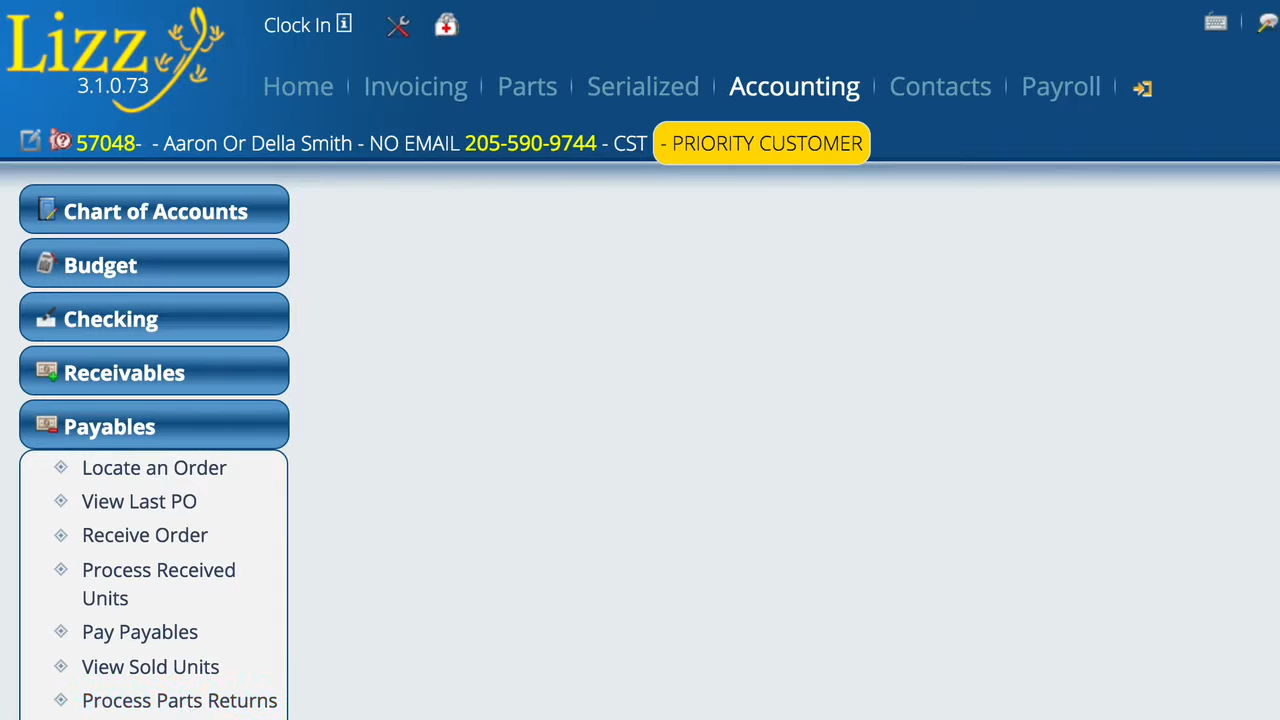 Lizz
3.1.0.73
Clock In
Home Invoicing Parts Serialized Accounting Contacts Payroll
57048- - Aaron Or Della Smith - NO EMAIL 205-590-9744 - CST - PRIORITY CUSTOMER
Chart of Accounts
Budget
Checking
Receivables
Payables
Locate an Order
View Last PO
Receive Order
Process Received
Units
Pay Payables
View Sold Units
Process Parts Returns